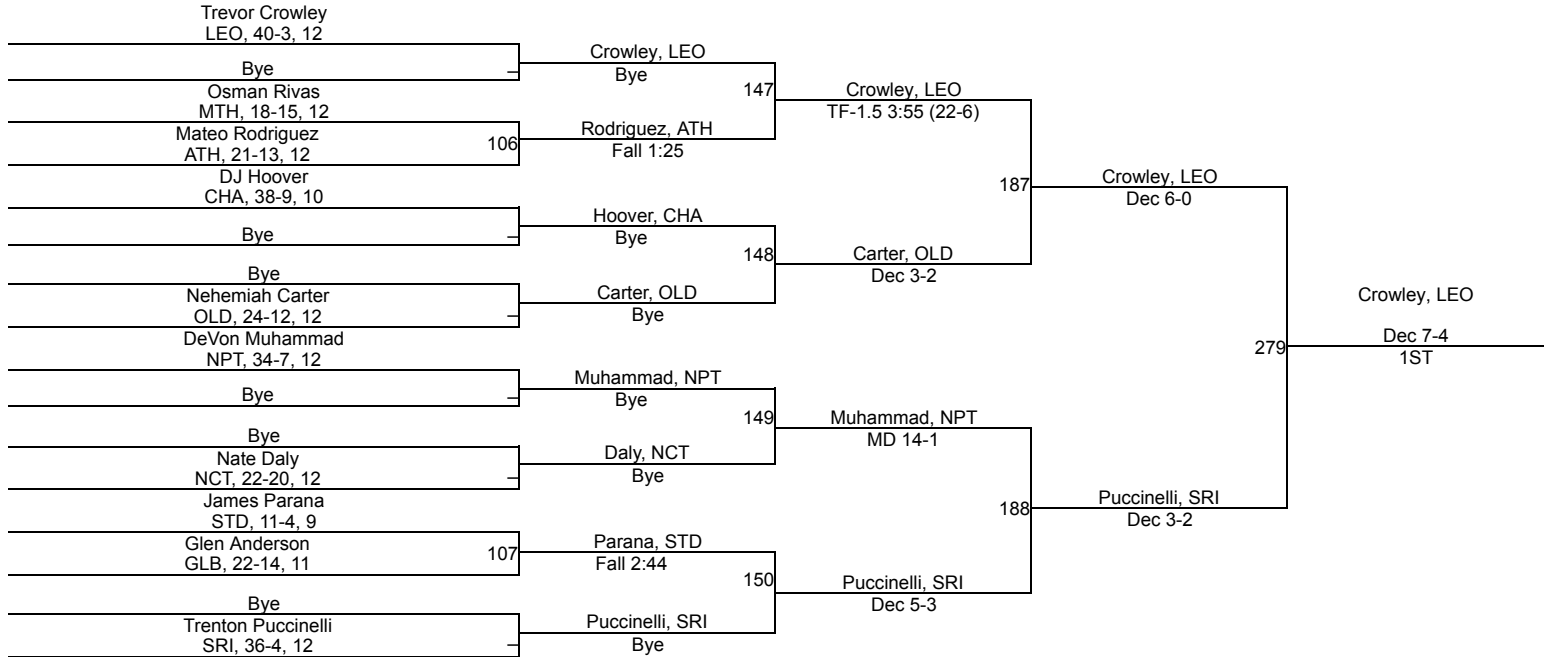 Trevor Crowley
LEO, 40-3, 12
Bye
–
Osman Rivas
MTH, 18-15, 12
Mateo Rodriguez
ATH, 21-13, 12
106
DJ Hoover
CHA, 38-9, 10
Bye
–
Bye
Nehemiah Carter
OLD, 24-12, 12
–
DeVon Muhammad
NPT, 34-7, 12
Bye
–
Bye
Nate Daly
NCT, 22-20, 12
–
James Parana
STD, 11-4, 9
Glen Anderson
GLB, 22-14, 11
107
Bye
Trenton Puccinelli
SRI, 36-4, 12
–
Crowley, LEO
Bye
147
Rodriguez, ATH
Fall 1:25
Hoover, CHA
Bye
148
Carter, OLD
Bye
Muhammad, NPT
Bye
149
Daly, NCT
Bye
Parana, STD
Fall 2:44
150
Puccinelli, SRI
Bye
Crowley, LEO
TF-1.5 3:55 (22-6)
187
Carter, OLD
Dec 3-2
Muhammad, NPT
MD 14-1
188
Puccinelli, SRI
Dec 5-3
Crowley, LEO
Dec 6-0
279
Puccinelli, SRI
Dec 3-2
Crowley, LEO
Dec 7-4
1ST